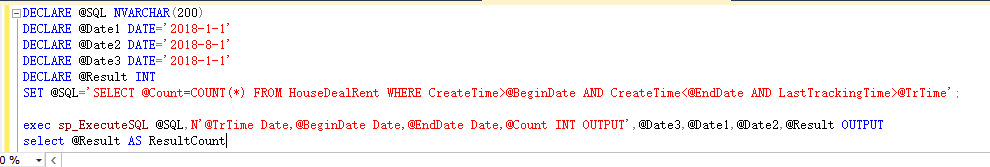 DECLARE @SQL NVARCHAR(200)
DECLARE @Date1 DATE='2018-1-1'
DECLARE @Date2 DATE='2018-8-1'
DECLARE @Date3 DATE='2018-1-1'
DECLARE @Result INT
SET @SQL='SELECT @Count=COUNT(*) FROM HouseDealRent WHERE CreateTime>@BeginDate AND CreateTime<@EndDate AND LastTrackingTime>@TrTime';
exec sp_ExecuteSQL @SQL,N'@TrTime Date,@BeginDate Date,@EndDate Date,@Count INT OUTPUT',@Date3,@Date1,@Date2,@Result OUTPUT
select @Result AS ResultCount
0 %